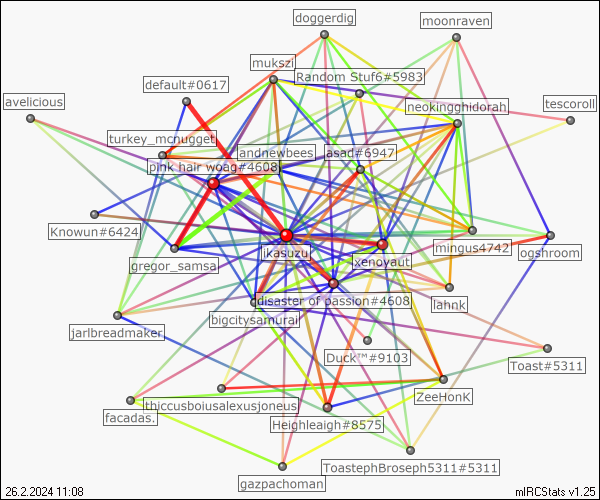 doggerdig
moonraven
mukszi
Random Stuf6#5983
default#0617
avelicious
neokingghidorah
tescoroll
turkey_mcnugget
andnewbees
asad#6947
pink hair woag#4608
Knowun#6424
mingus4742
ogshroom
jkasuzu
xenovaut
gregor_samsa
disaster of passion#4608
lahnk
bigcitysamurai
jarlbreadmaker
Duck™#9103
Toast#5311
ZeeHonK
thiccusboiusalexusjoneus
facadas.
Heighleaigh#8575
ToastephBroseph5311#5311
gazpachoman
26.2.2024 11:08
mIRCStats v1.25